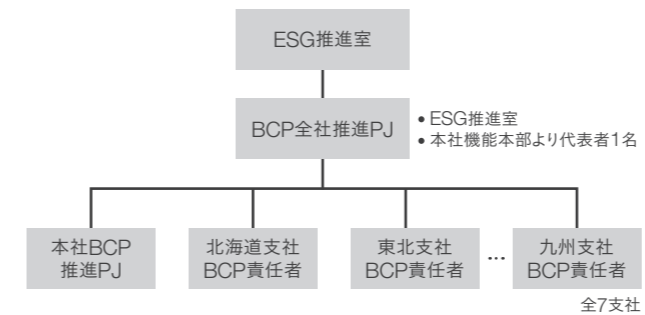 ESG推進室
BCP全社推進PJ
• ESG推進室
• 本社機能本部より代表者1名
本社BCP
推進PJ
北海道支社
BCP責任者
東北支社
BCP責任者
…
九州支社
BCP責任者
全7支社